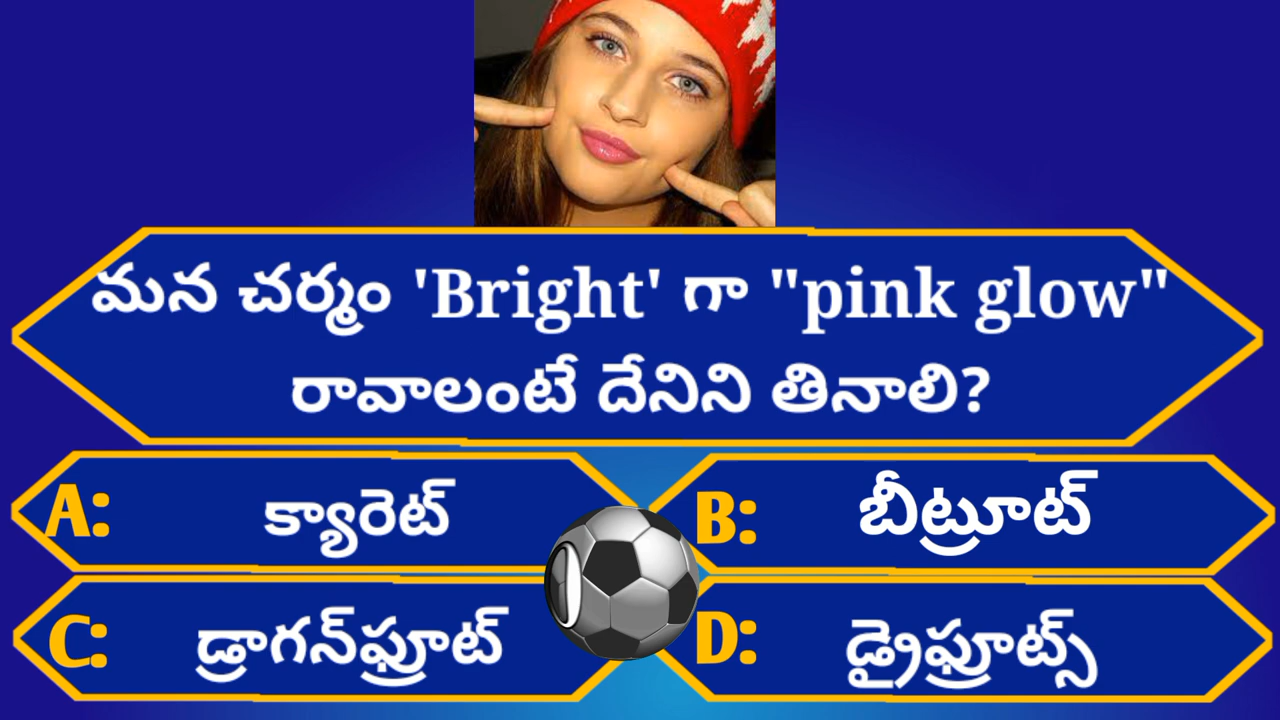 మన చర్మం 'Bright' గా "pink glow"
రావాలంటే దేనిని తినాలి?
A: క్యారెట్
B: బీట్రూట్
C: డ్రాగన్‌ఫ్రూట్
D: డ్రైఫ్రూట్స్